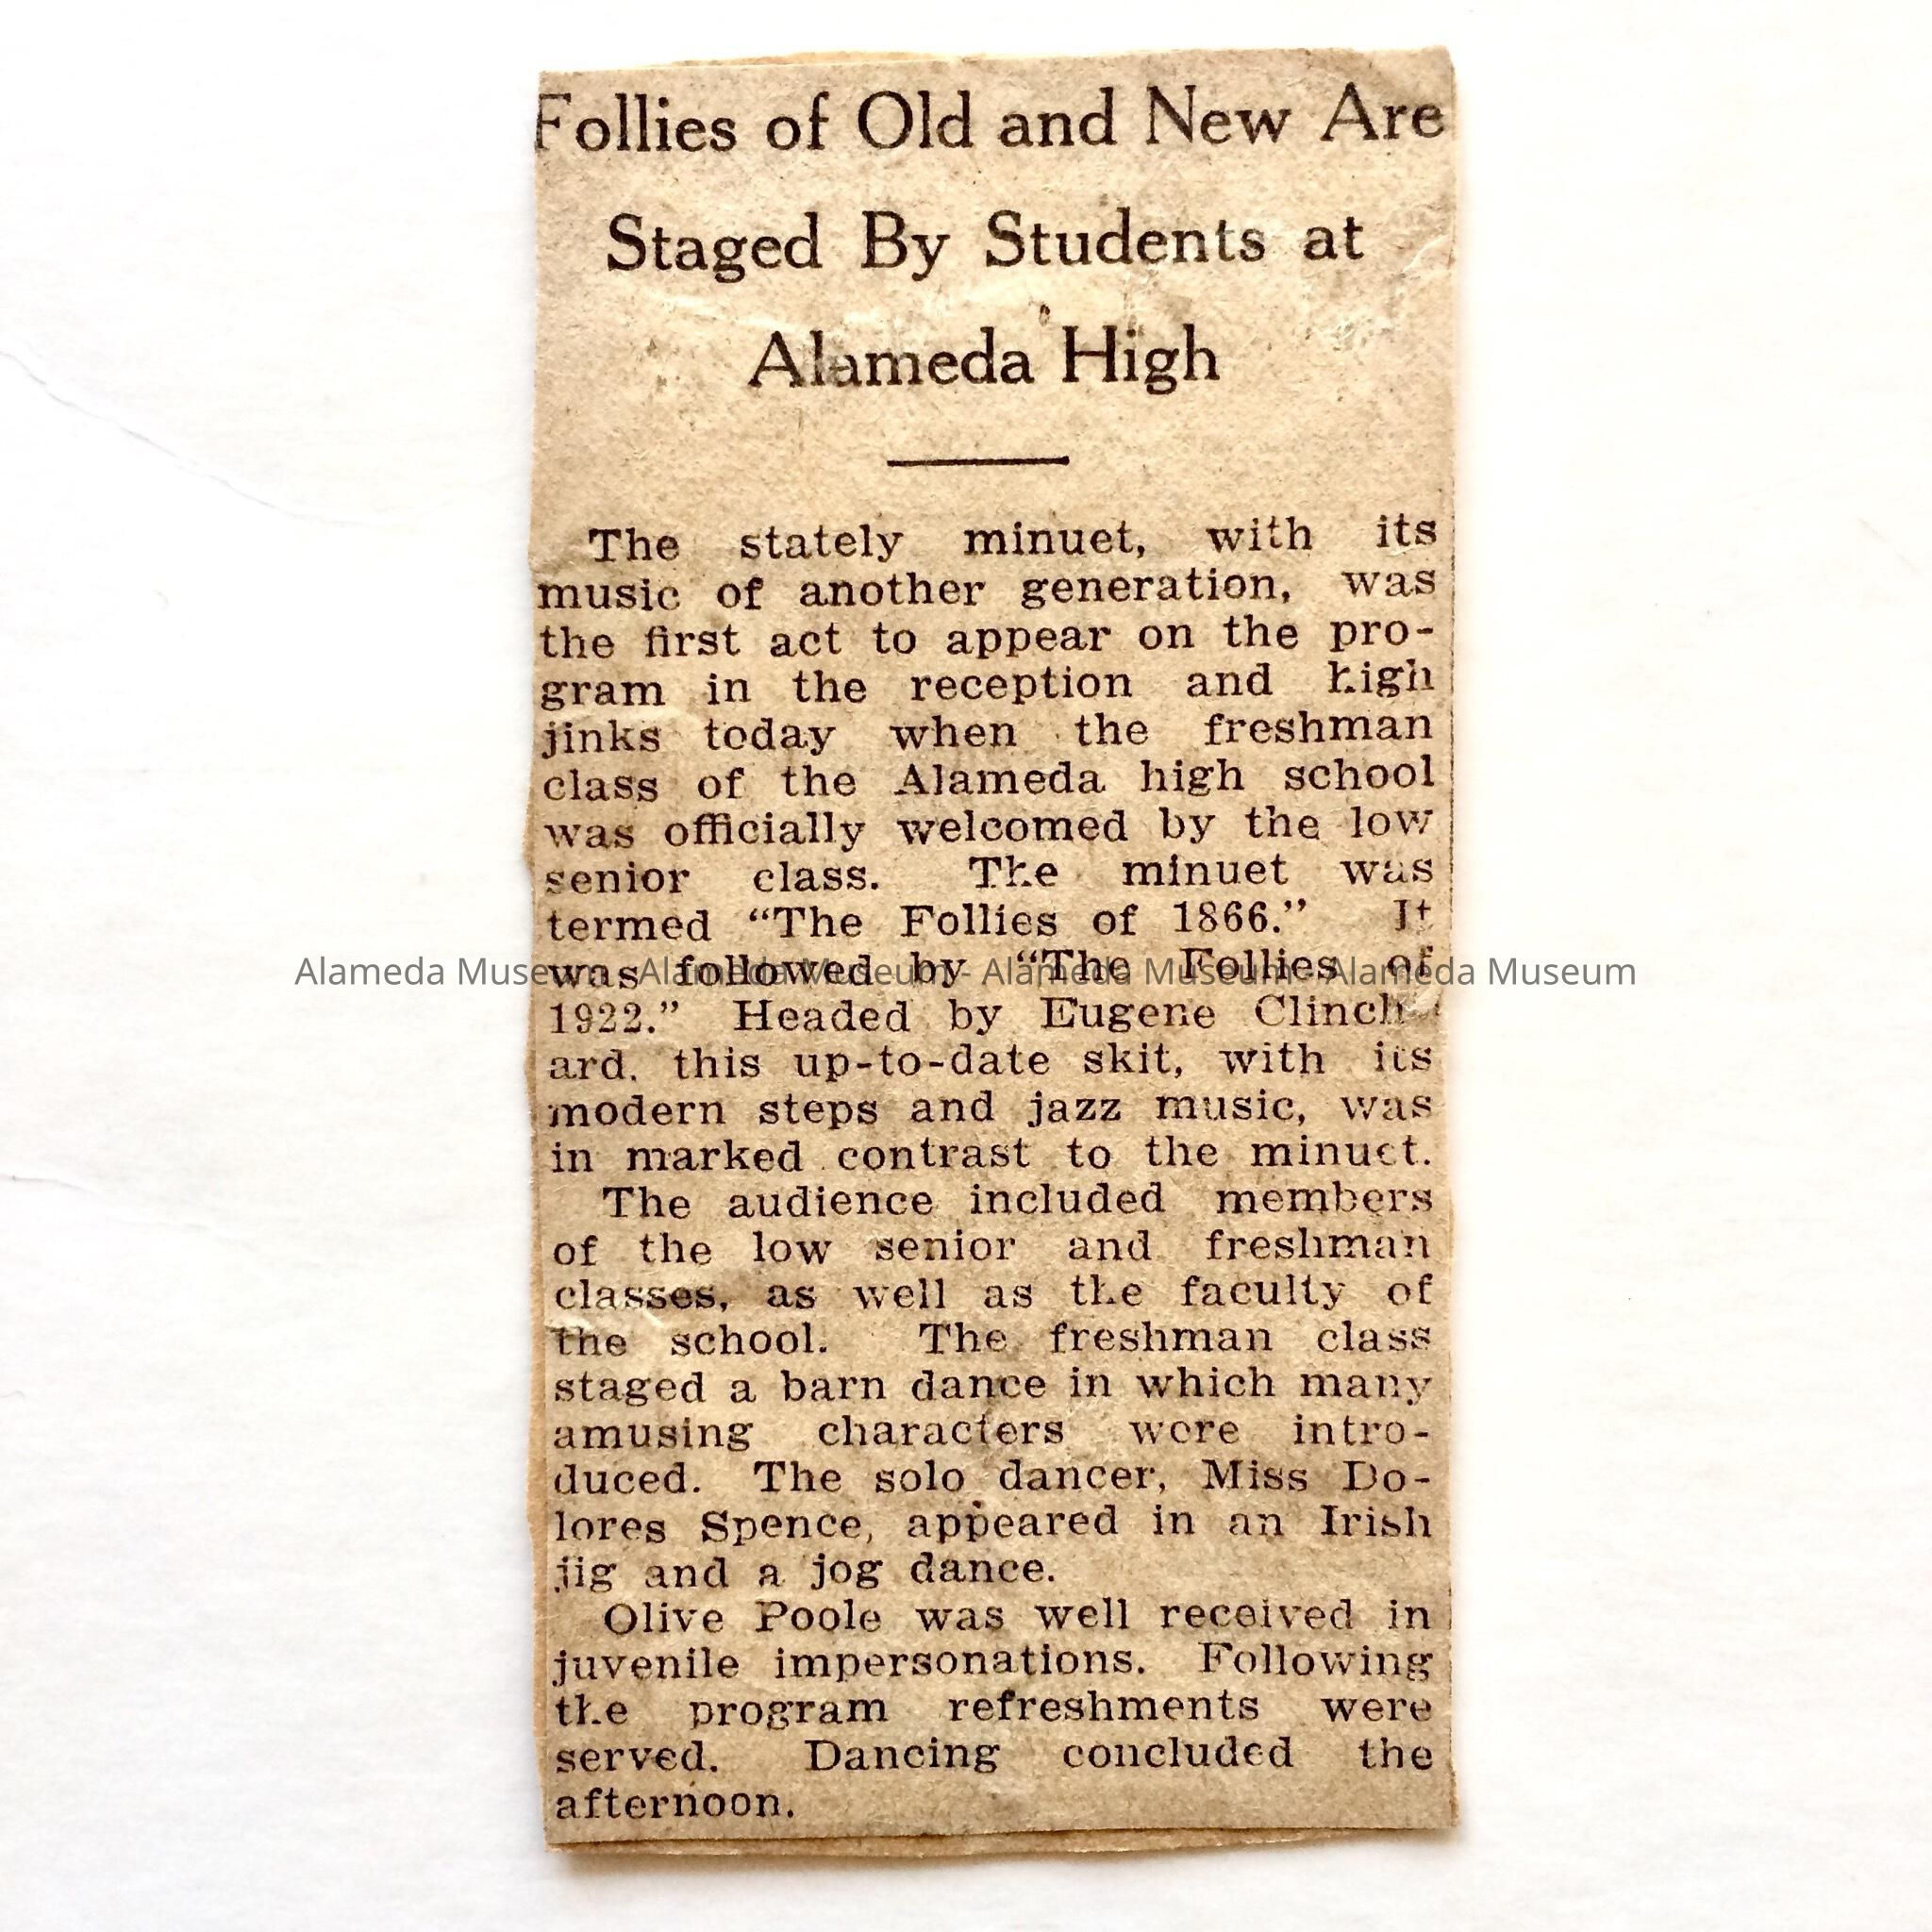 Follies of Old and New Are
Staged By Students at
Alameda High
The stately minuet, with its
music of another generation, was
the first act to appear on the pro-
gram in the reception and high
jinks today when the freshman
class of the Alameda high school
was officially welcomed by the low
senior class. The minuet was
termed “The Follies of 1866.” It
was followed by “The Follies of
Alameda Museum - Alameda Museum - Alameda Museum - Alameda Museum
1922.” Headed by Eugene Clinch-
ard, this up-to-date skit, with its
modern steps and jazz music, was
in marked contrast to the minuet.
The audience included members
of the low senior and freshman
classes, as well as the faculty of
the school. The freshman class
staged a barn dance in which many
amusing characters were intro-
duced. The solo dancer, Miss Do-
lores Spence, appeared in an Irish
jig and a jog dance.
Olive Poole was well received in
juvenile impersonations. Following
the program refreshments were
served. Dancing concluded the
afternoon.